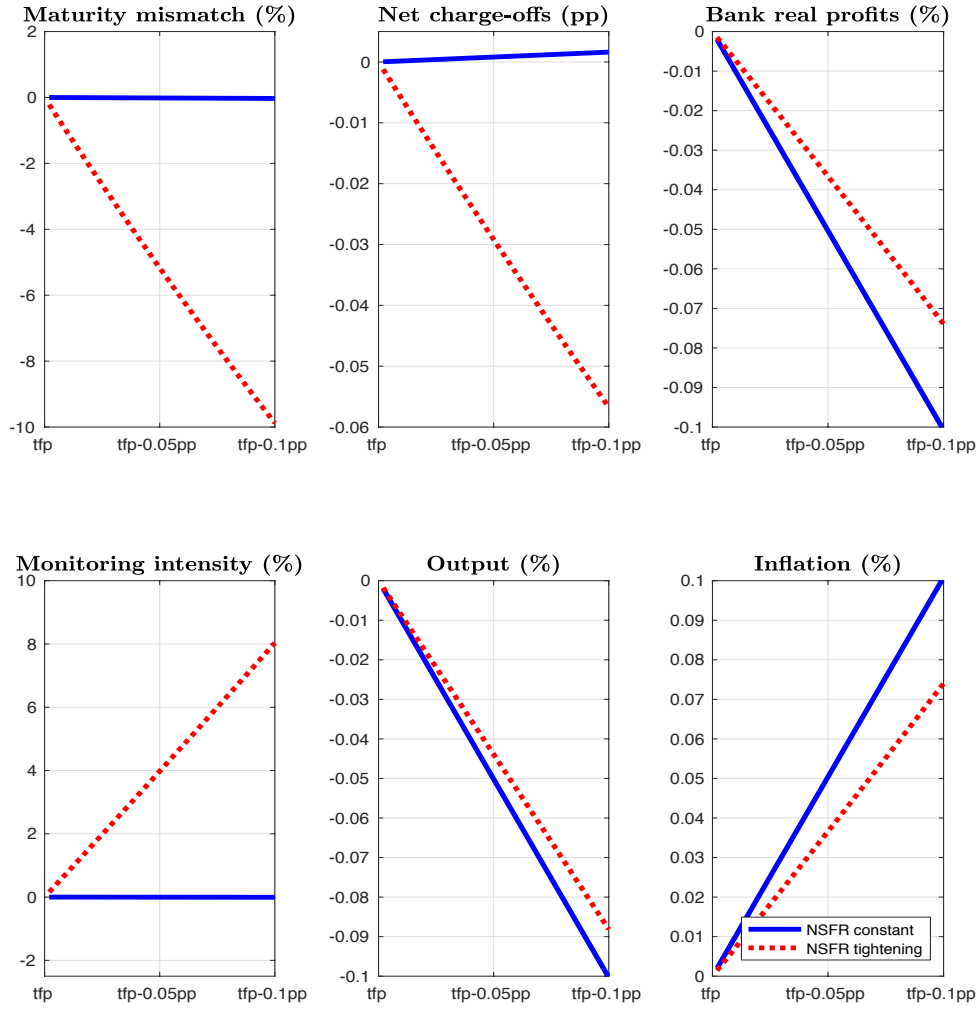 Maturity mismatch (%)
Net charge-offs (pp)
Bank real profits (%)
2
0
-2
-4
-6
-8
-10
tfp
tfp-0.05pp
tfp-0.1pp
0
-0.01
-0.02
-0.03
-0.04
-0.05
-0.06
tfp
tfp-0.05pp
tfp-0.1pp
0
-0.01
-0.02
-0.03
-0.04
-0.05
-0.06
-0.07
-0.08
-0.09
-0.1
tfp
tfp-0.05pp
tfp-0.1pp
Monitoring intensity (%)
Output (%)
Inflation (%)
10
8
6
4
2
0
-2
tfp
tfp-0.05pp
tfp-0.1pp
0
-0.01
-0.02
-0.03
-0.04
-0.05
-0.06
-0.07
-0.08
-0.09
-0.1
tfp
tfp-0.05pp
tfp-0.1pp
0.1
0.09
0.08
0.07
0.06
0.05
0.04
0.03
0.02
0.01
0
NSFR constant
NSFR tightening
tfp
tfp-0.05pp
tfp-0.1pp